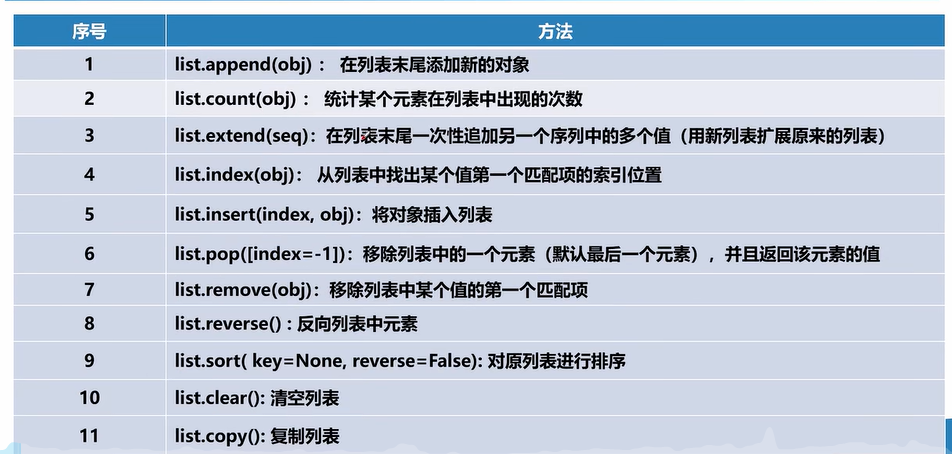 序号 方法
1 list.append(obj) ： 在列表末尾添加新的对象
2 list.count(obj) ： 统计某个元素在列表中出现的次数
3 list.extend(seq)：在列表末尾一次性追加另一个序列中的多个值（用新列表扩展原来的列表）
4 list.index(obj)： 从列表中找出某个值第一个匹配项的索引位置
5 list.insert(index, obj)：将对象插入列表
6 list.pop([index=-1])：移除列表中的一个元素（默认最后一个元素），并且返回该元素的值
7 list.remove(obj)：移除列表中某个值的第一个匹配项
8 list.reverse() : 反向列表中元素
9 list.sort( key=None, reverse=False): 对原列表进行排序
10 list.clear(): 清空列表
11 list.copy(): 复制列表